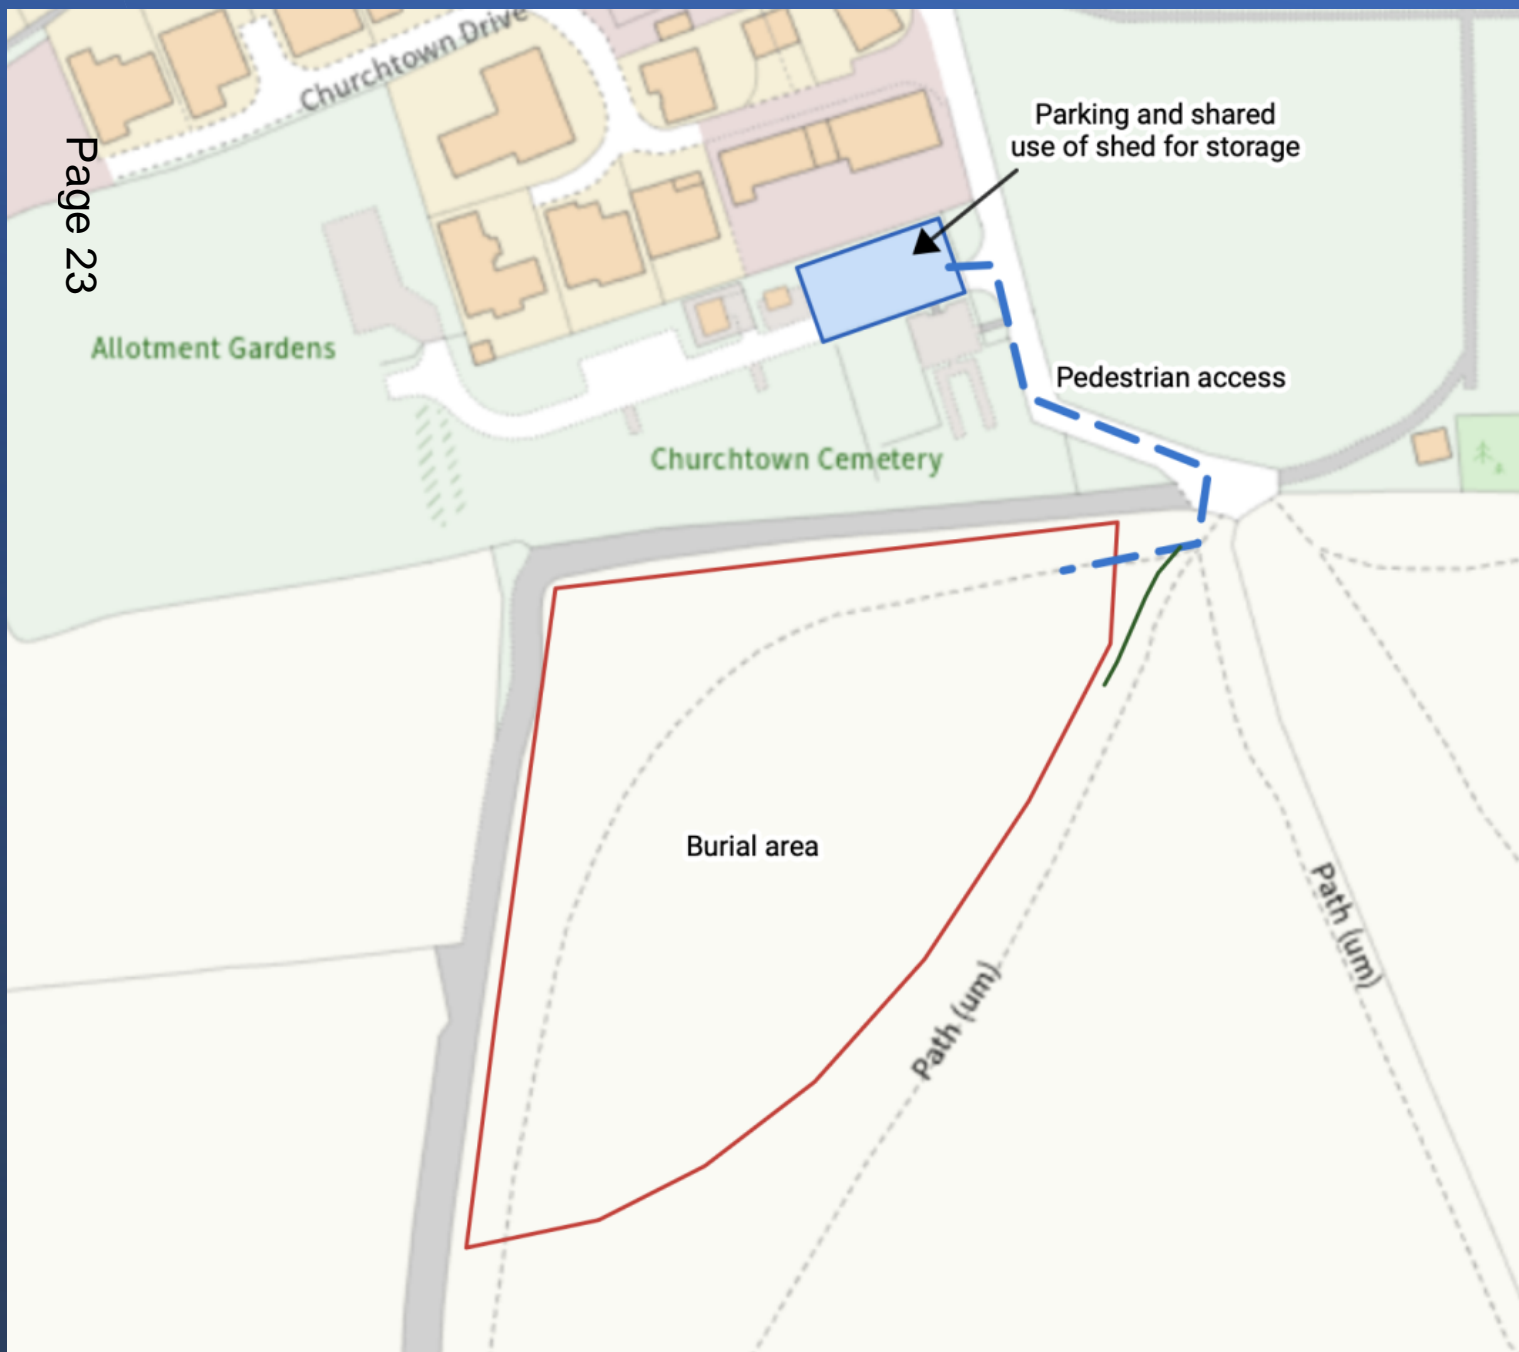 Churchtown Drive
Page 23
Parking and shared
use of shed for storage
Allotment Gardens
Pedestrian access
Churchtown Cemetery
Burial area
Path (um)
Path (um)